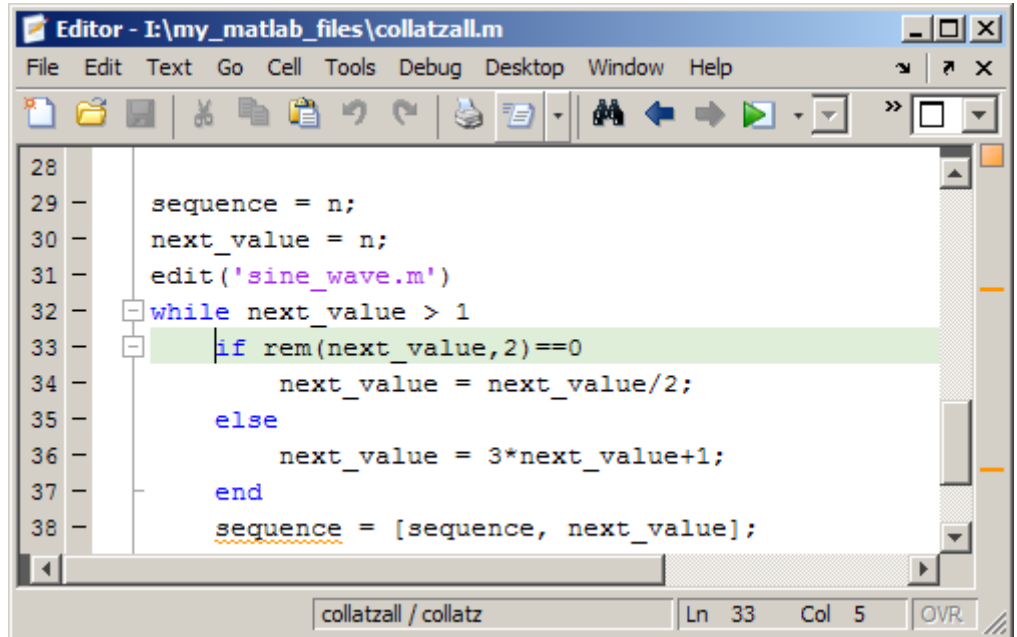 Editor - I:\my_matlab_files\collatzall.m
File Edit Text Go Cell Tools Debug Desktop Window Help
28
29 – sequence = n;
30 – next_value = n;
31 – edit('sine_wave.m')
32 – while next_value > 1
33 – if rem(next_value,2)==0
34 – next_value = next_value/2;
35 – else
36 – next_value = 3*next_value+1;
37 – end
38 – sequence = [sequence, next_value];
collatzall / collatz Ln 33 Col 5 OVR